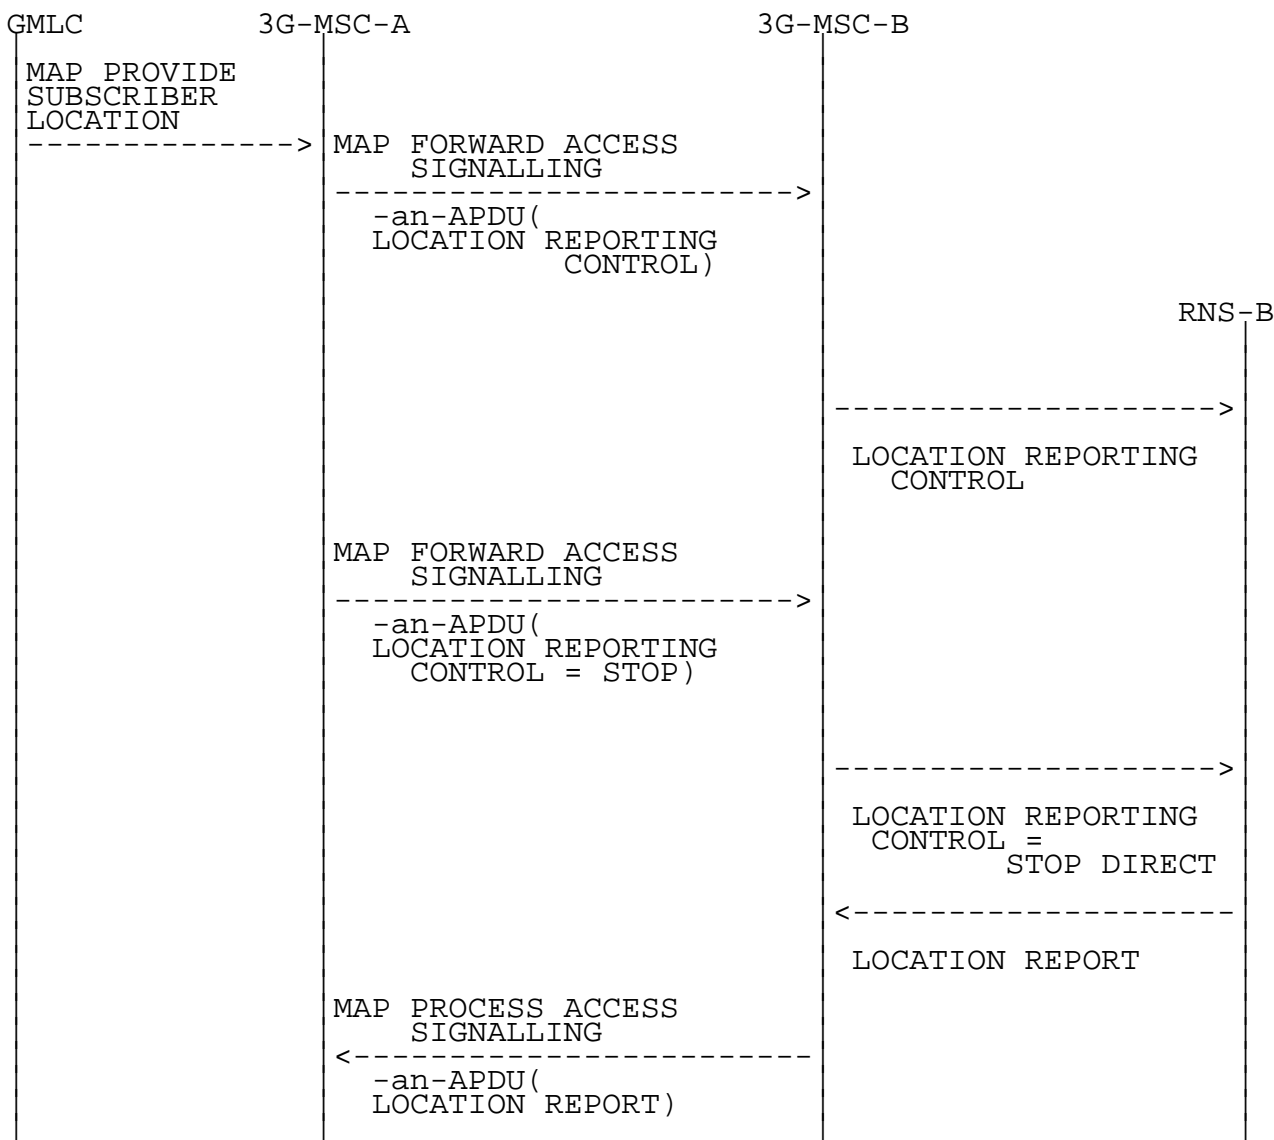 GMLC 3G-MSC-A 3G-MSC-B
MAP PROVIDE
SUBSCRIBER
LOCATION
--------------> MAP FORWARD ACCESS
SIGNALLING
------------------------>
-an-APDU(
LOCATION REPORTING
CONTROL)
RNS-B
-------------------->
LOCATION REPORTING
CONTROL
MAP FORWARD ACCESS
SIGNALLING
------------------------>
-an-APDU(
LOCATION REPORTING
CONTROL = STOP)
-------------------->
LOCATION REPORTING
CONTROL =
STOP DIRECT
<--------------------
LOCATION REPORT
MAP PROCESS ACCESS
SIGNALLING
<------------------------
-an-APDU(
LOCATION REPORT)